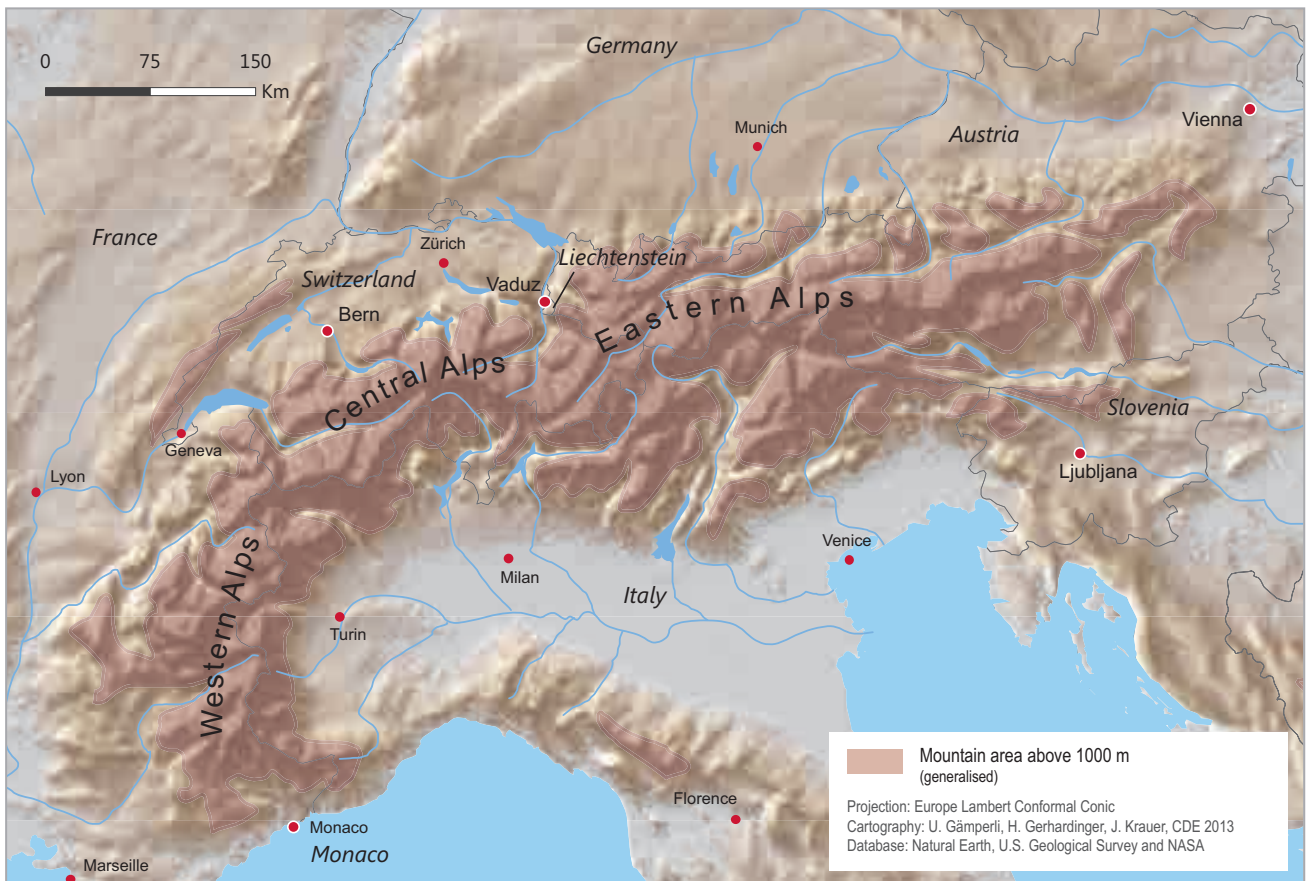 Germany
0 75 150
Km
Munich
Vienna
Austria
France
Zürich
Liechtenstein
Switzerland
Vaduz
Bern
Eastern Alps
Central Alps
Slovenia
Geneva
Ljubljana
Lyon
Venice
Milan
Italy
Western Alps
Turin
Mountain area above 1000 m
(generalised)
Projection: Europe Lambert Conformal Conic
Cartography: U. Gämperli, H. Gerhardinger, J. Krauer, CDE 2013
Database: Natural Earth, U.S. Geological Survey and NASA
Florence
Monaco
Monaco
Marseille